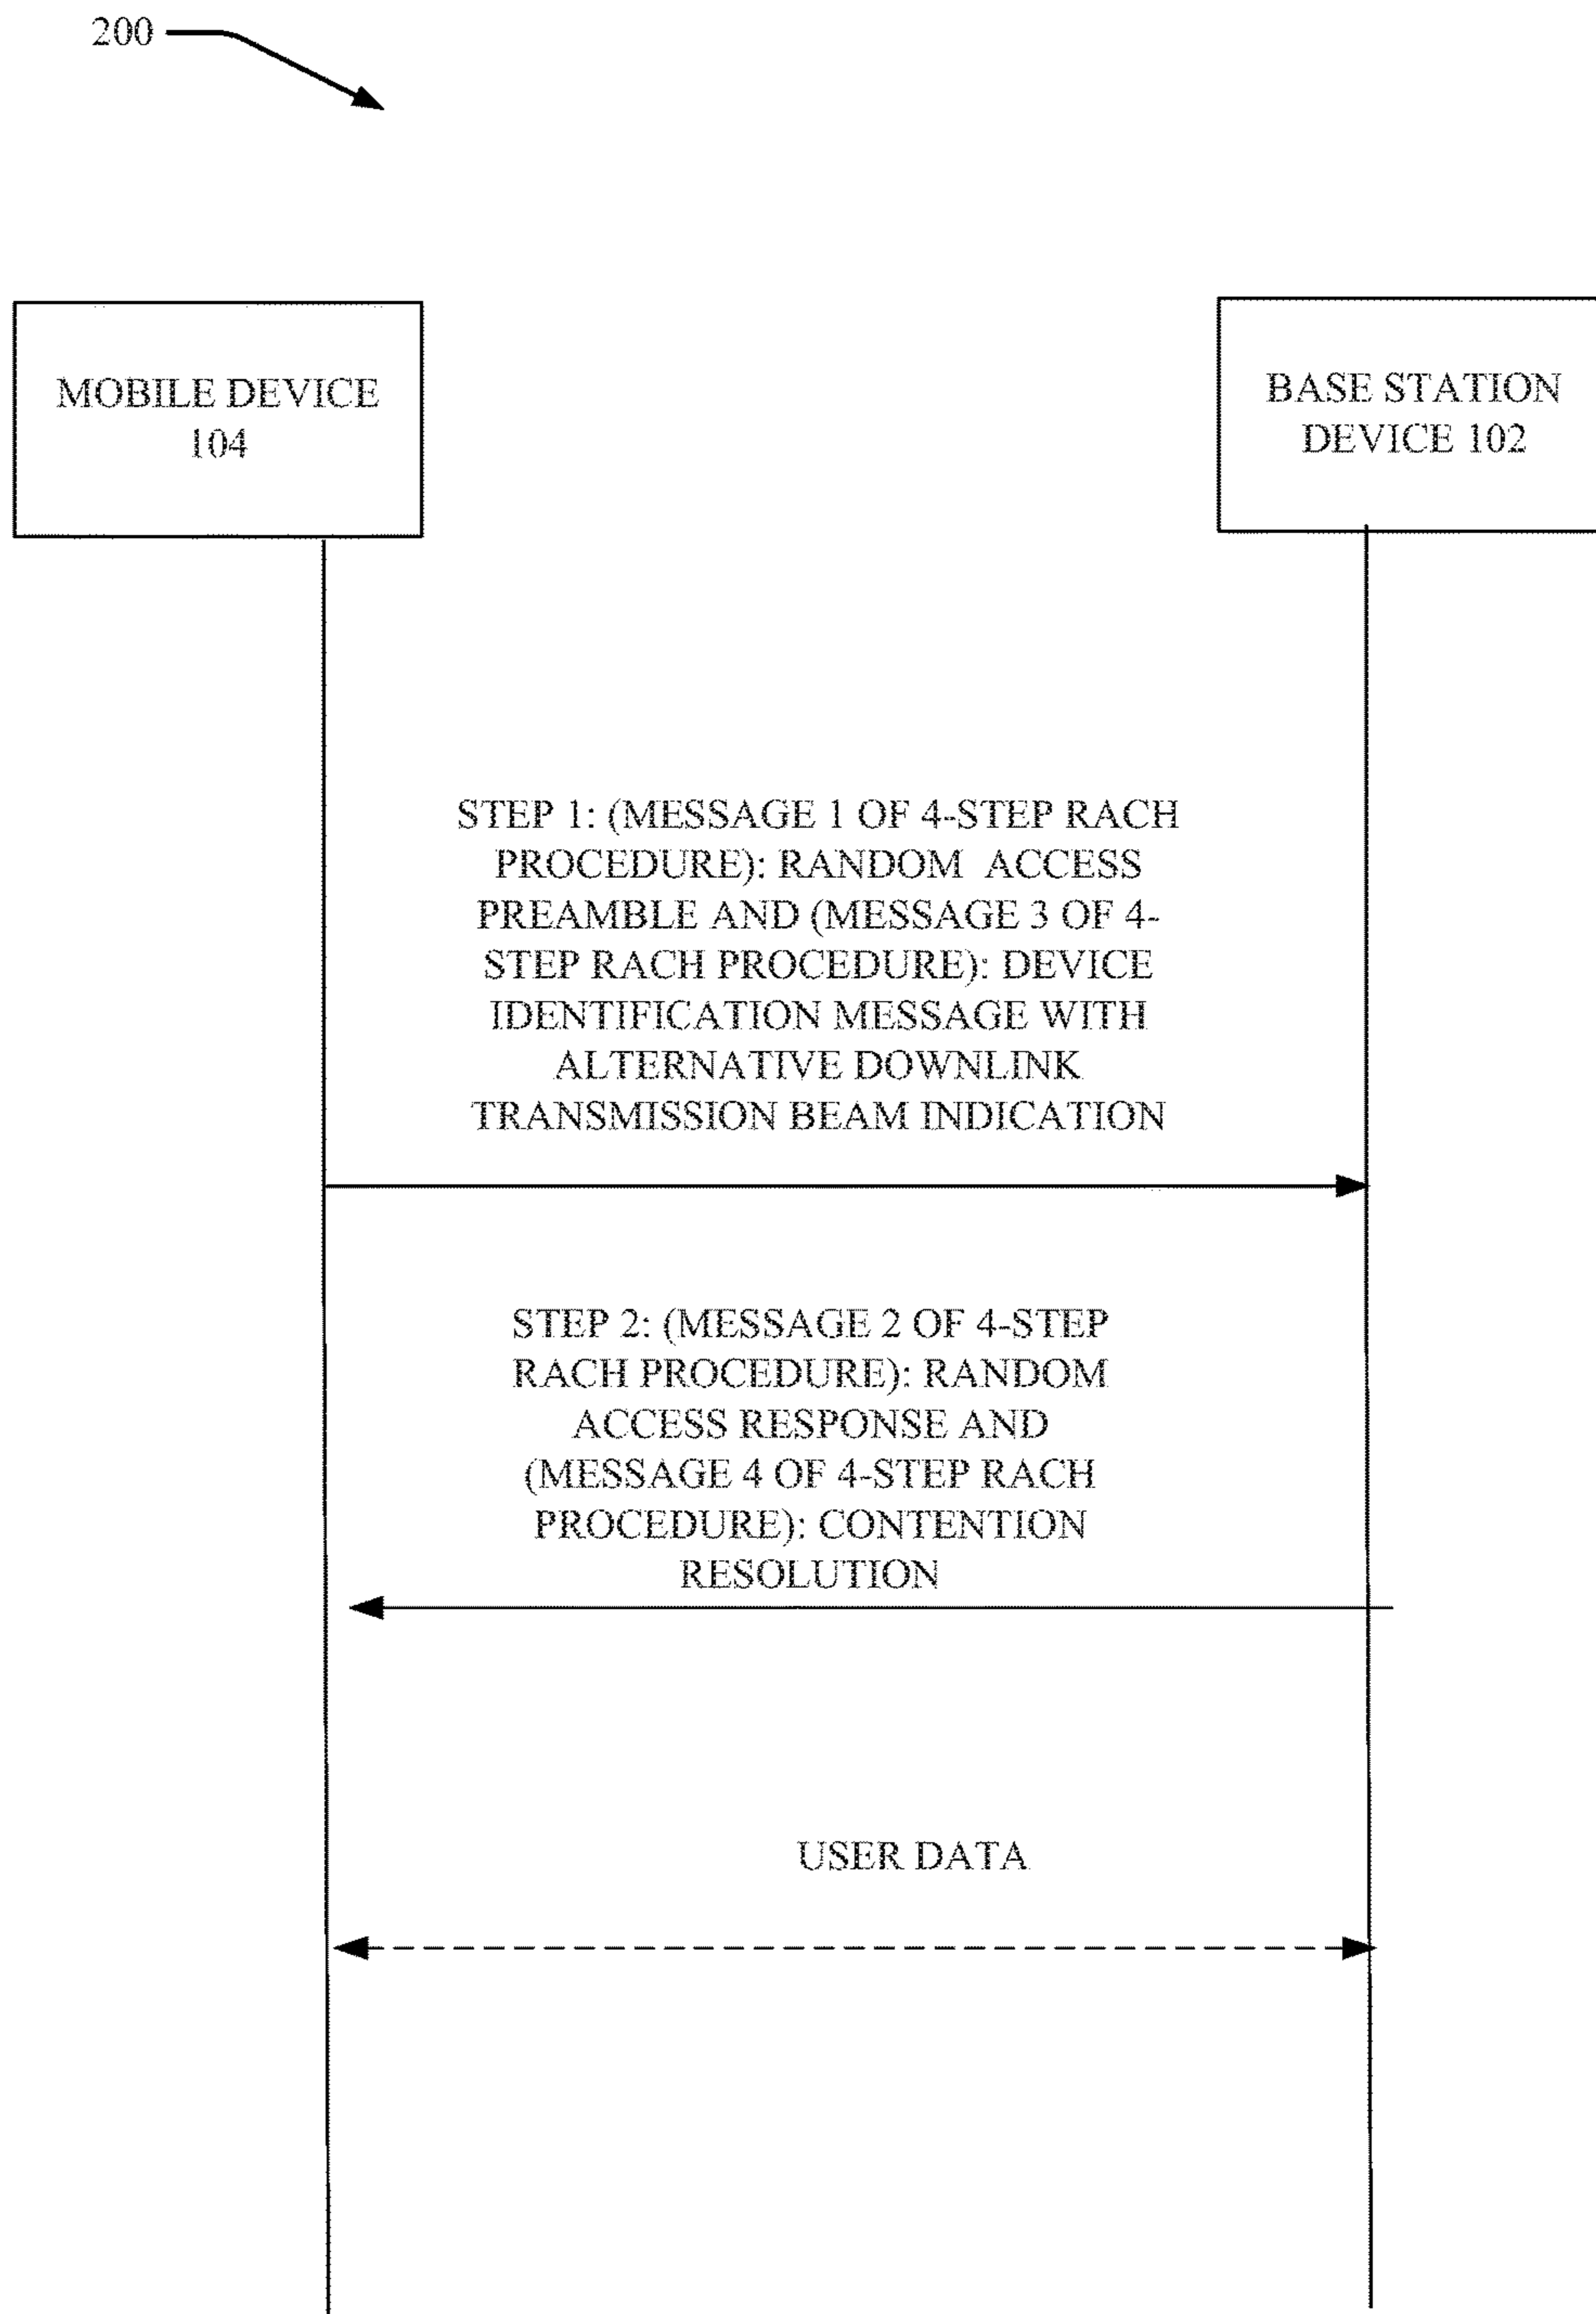 200
MOBILE DEVICE
104
BASE STATION
DEVICE 102
STEP 1: (MESSAGE 1 OF 4-STEP RACH
PROCEDURE): RANDOM ACCESS
PREAMBLE AND (MESSAGE 3 OF 4-
STEP RACH PROCEDURE): DEVICE
IDENTIFICATION MESSAGE WITH
ALTERNATIVE DOWNLINK
TRANSMISSION BEAM INDICATION
STEP 2: (MESSAGE 2 OF 4-STEP
RACH PROCEDURE): RANDOM
ACCESS RESPONSE AND
(MESSAGE 4 OF 4-STEP RACH
PROCEDURE): CONTENTION
RESOLUTION
USER DATA